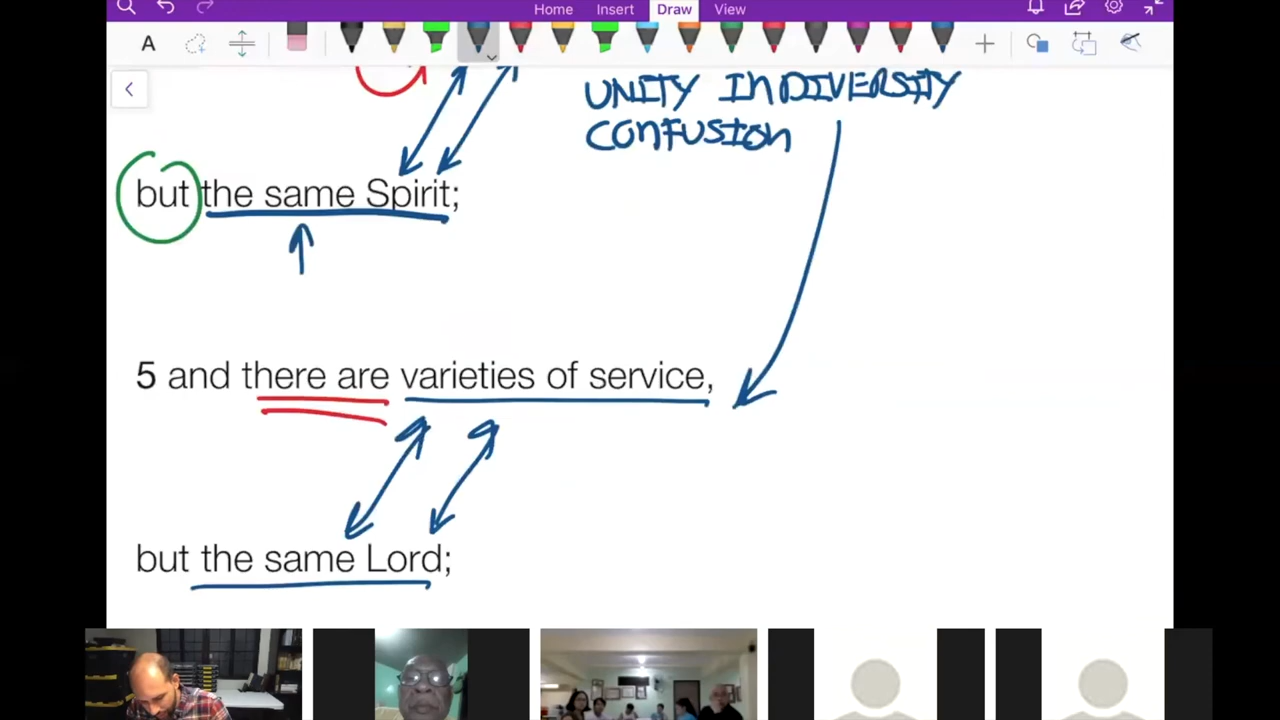 Home Insert Draw View
A
UNITY IN DIVERSITY
CONFUSION
but the same Spirit;
5 and there are varieties of service,
but the same Lord;